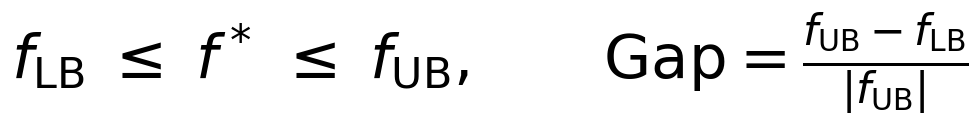 f_LB ≤ f* ≤ f_UB, Gap = (f_UB − f_LB) / |f_UB|